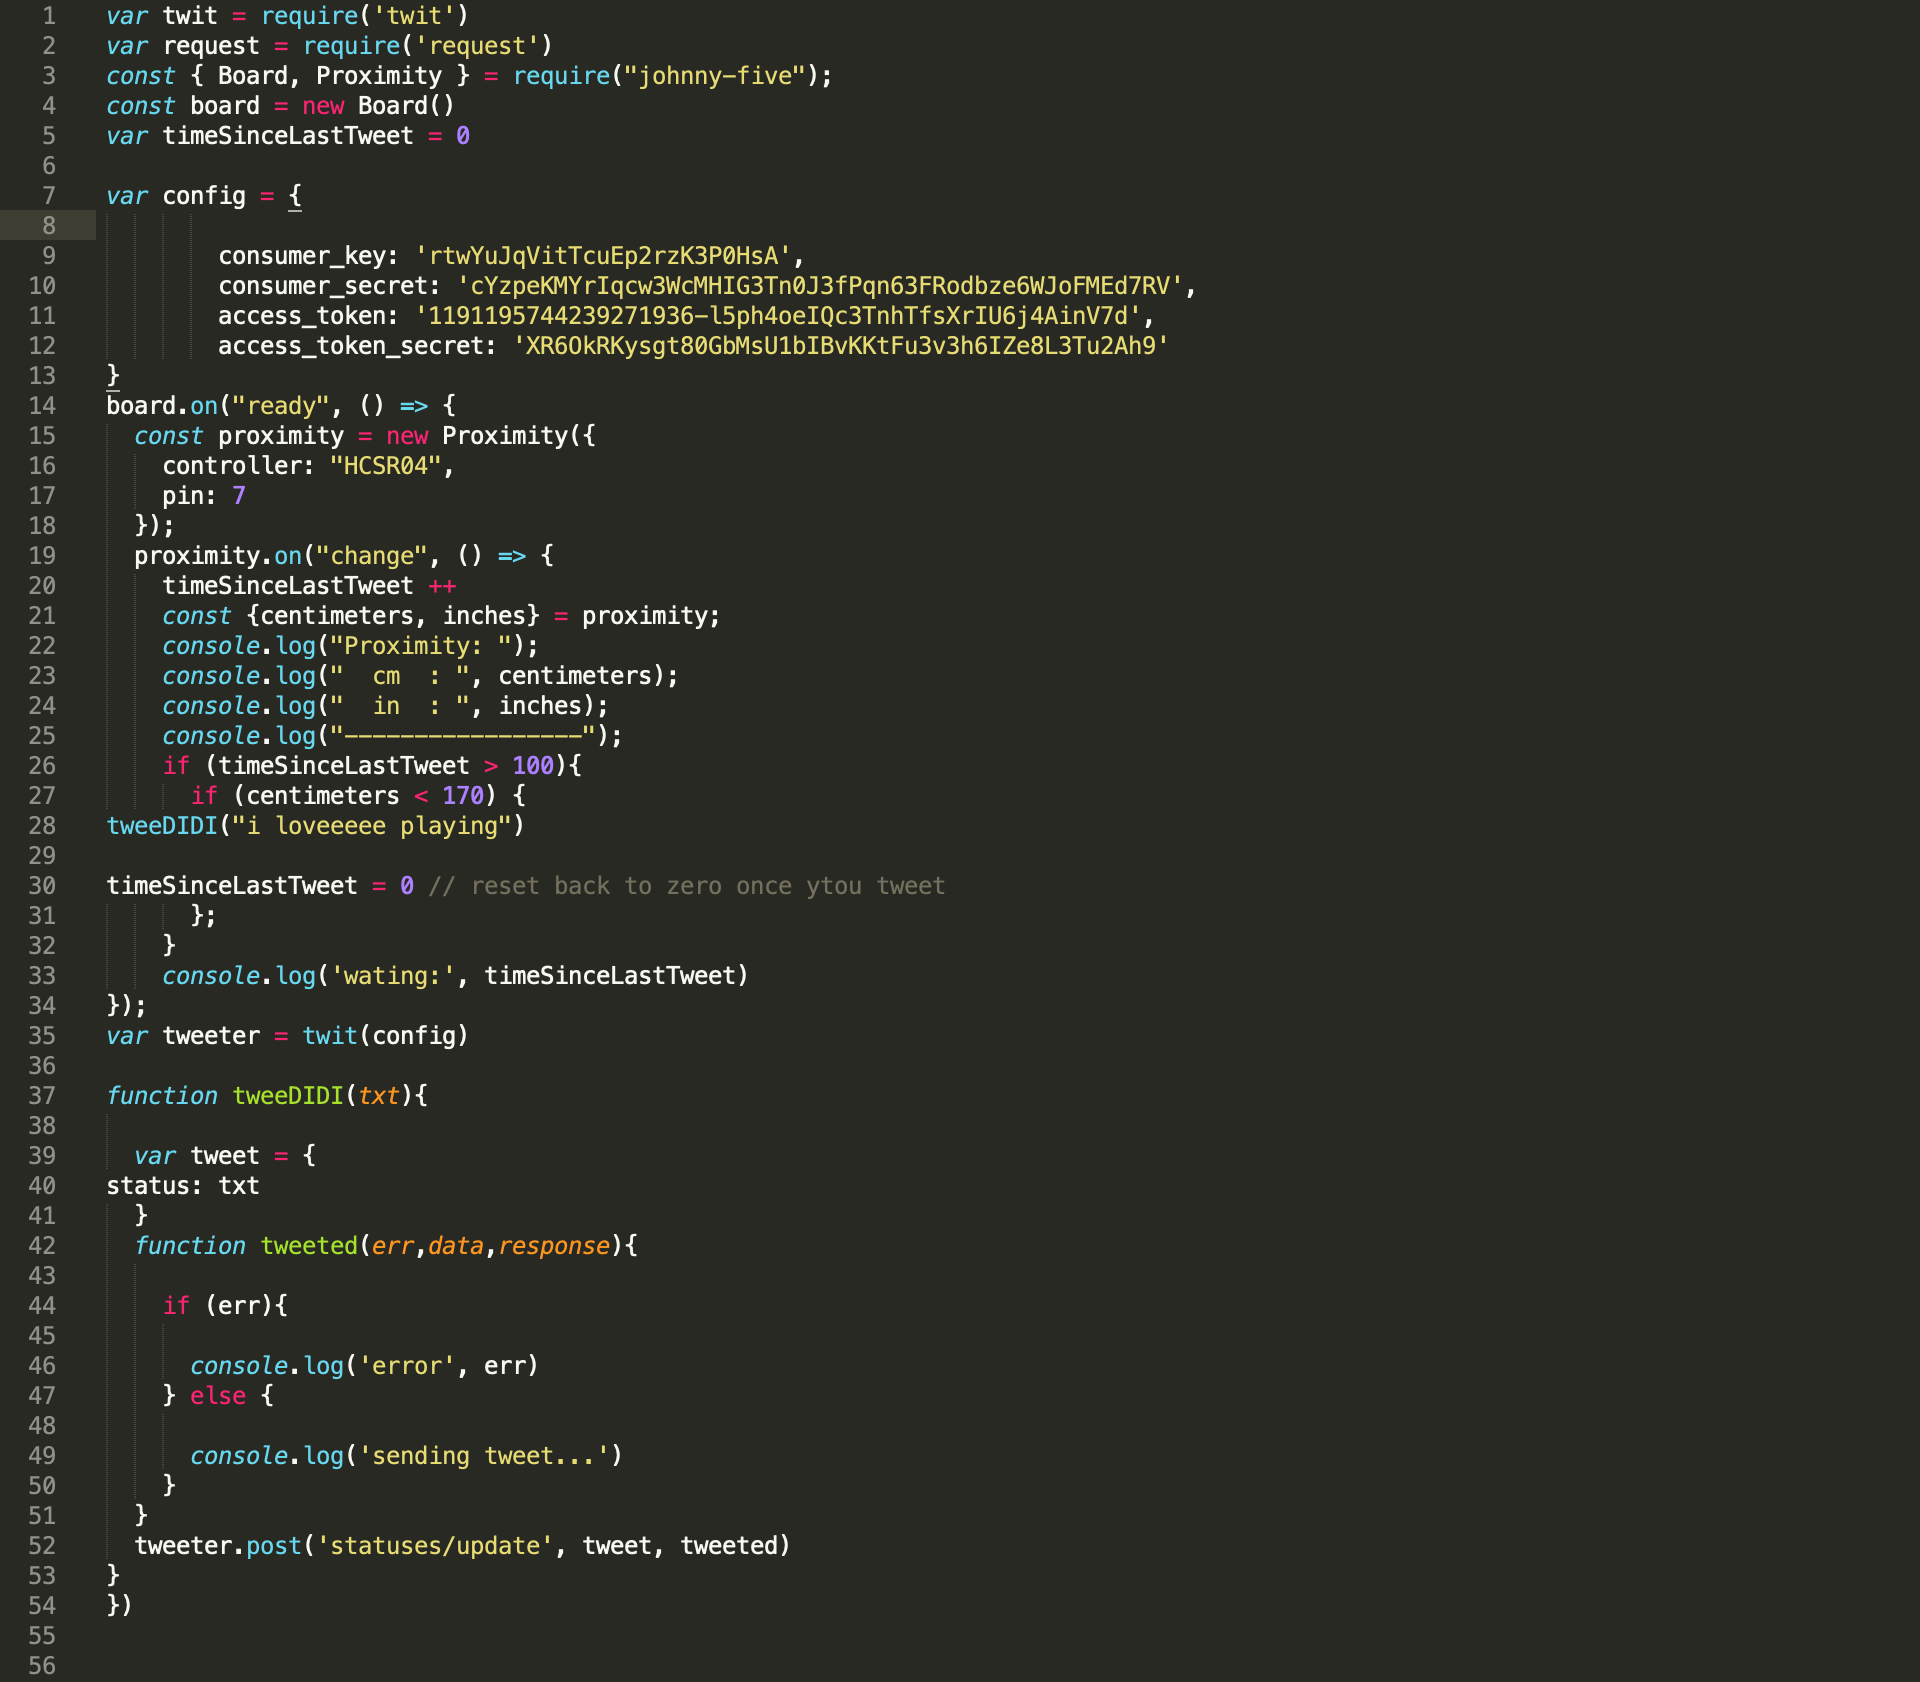 1 var twit = require('twit')
2 var request = require('request')
3 const { Board, Proximity } = require("johnny-five");
4 const board = new Board()
5 var timeSinceLastTweet = 0
6
7 var config = {
8
9 consumer_key: 'rtwYuJqVitTcuEp2rzK3P0HsA',
10 consumer_secret: 'cYzpeKMYrIqcw3WcMHIG3Tn0J3fPqn63FRodbze6WJoFMEd7RV',
11 access_token: '1191195744239271936-l5ph4oeIQc3TnhTfsXrIU6j4AinV7d',
12 access_token_secret: 'XR6OkRKysgt80GbMsU1bIBvKKtFu3v3h6IZe8L3Tu2Ah9'
13 }
14 board.on("ready", () => {
15 const proximity = new Proximity({
16 controller: "HCSR04",
17 pin: 7
18 });
19 proximity.on("change", () => {
20 timeSinceLastTweet ++
21 const {centimeters, inches} = proximity;
22 console.log("Proximity: ");
23 console.log("  cm  : ", centimeters);
24 console.log("  in  : ", inches);
25 console.log("-----------------");
26 if (timeSinceLastTweet > 100){
27 if (centimeters < 170) {
28 tweeDIDI("i loveeeee playing")
29
30 timeSinceLastTweet = 0 // reset back to zero once ytou tweet
31 };
32 }
33 console.log('wating:', timeSinceLastTweet)
34 });
35 var tweeter = twit(config)
36
37 function tweeDIDI(txt){
38
39 var tweet = {
40 status: txt
41 }
42 function tweeted(err,data,response){
43
44 if (err){
45
46 console.log('error', err)
47 } else {
48
49 console.log('sending tweet...')
50 }
51 }
52 tweeter.post('statuses/update', tweet, tweeted)
53 }
54 })
55
56